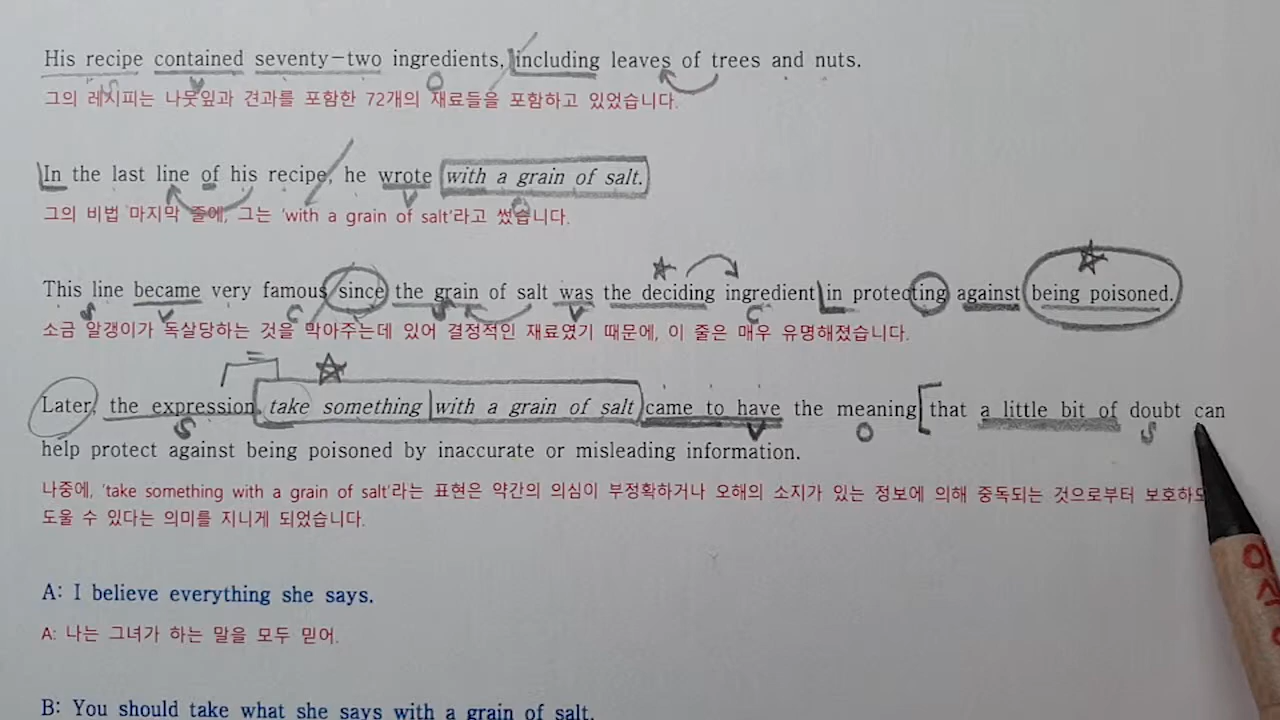 His recipe contained seventy-two ingredients, including leaves of trees and nuts.
그의 레시피는 나뭇잎과 견과를 포함한 72개의 재료들을 포함하고 있었습니다.
In the last line of his recipe, he wrote with a grain of salt.
그의 비법 마지막 줄에, 그는 'with a grain of salt'라고 썼습니다.
This line became very famous since the grain of salt was the deciding ingredient in protecting against being poisoned.
소금 알갱이가 독살당하는 것을 막아주는데 있어 결정적인 재료였기 때문에, 이 줄은 매우 유명해졌습니다.
Later, the expression take something with a grain of salt came to have the meaning that a little bit of doubt can
help protect against being poisoned by inaccurate or misleading information.
나중에, 'take something with a grain of salt'라는 표현은 약간의 의심이 부정확하거나 오해의 소지가 있는 정보에 의해 중독되는 것으로부터
도울 수 있다는 의미를 지니게 되었습니다.
A: I believe everything she says.
A: 나는 그녀가 하는 말을 모두 믿어.
B: You should take what she says with a grain of salt.